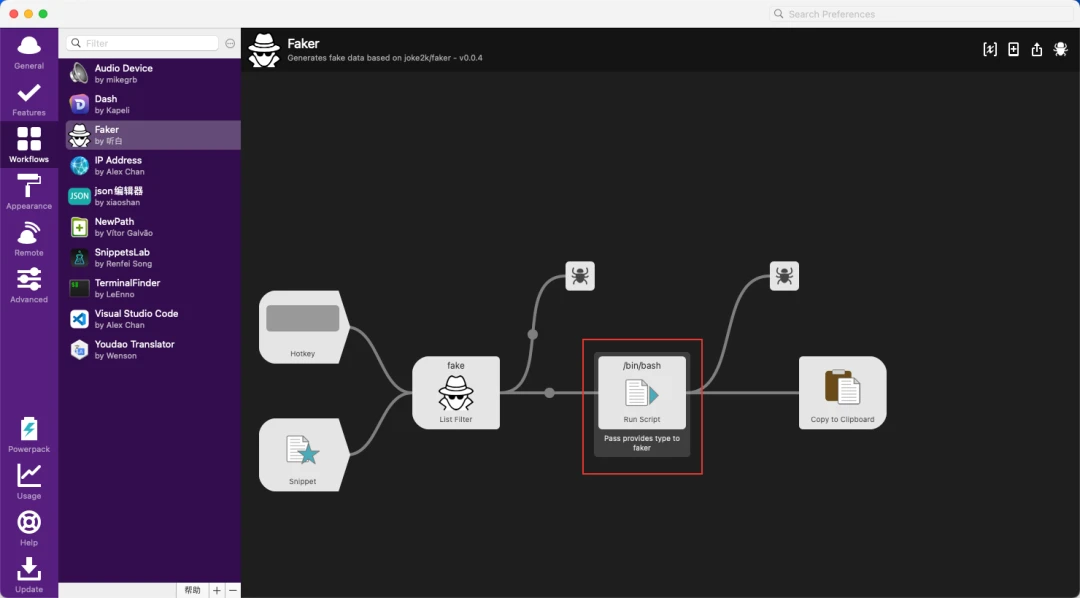 Search Preferences
General
Features
Workflows
Appearance
Remote
Advanced
Powerpack
Usage
Help
Update
Filter
Audio Device
by mikegrb
Dash
by Kapeli
Faker
by 听白
IP Address
by Alex Chan
JSON
json编辑器
by xiaoshan
NewPath
by Vítor Galvão
SnippetsLab
by Renfei Song
TerminalFinder
by LeEnno
Visual Studio Code
by Alex Chan
Youdao Translator
by Wenson
帮助
Faker
Generates fake data based on joke2k/faker - v0.0.4
Hotkey
Snippet
fake
List Filter
/bin/bash
Run Script
Pass provides type to
faker
Copy to Clipboard